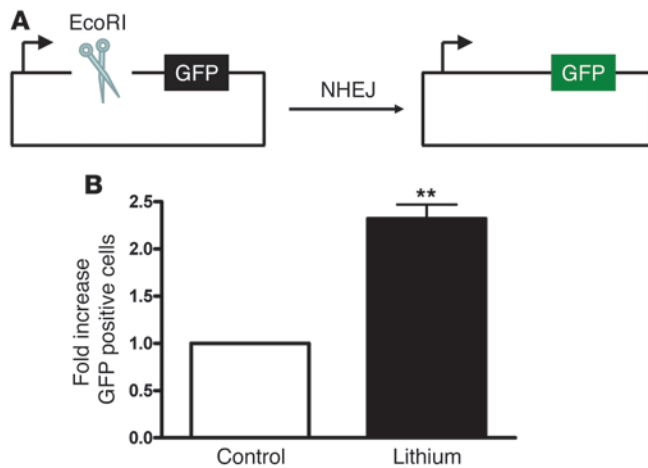 A
EcoRI
GFP
NHEJ
GFP
B
Fold increase
GFP positive cells
2.5
2.0
1.5
1.0
0.5
0.0
**
Control
Lithium